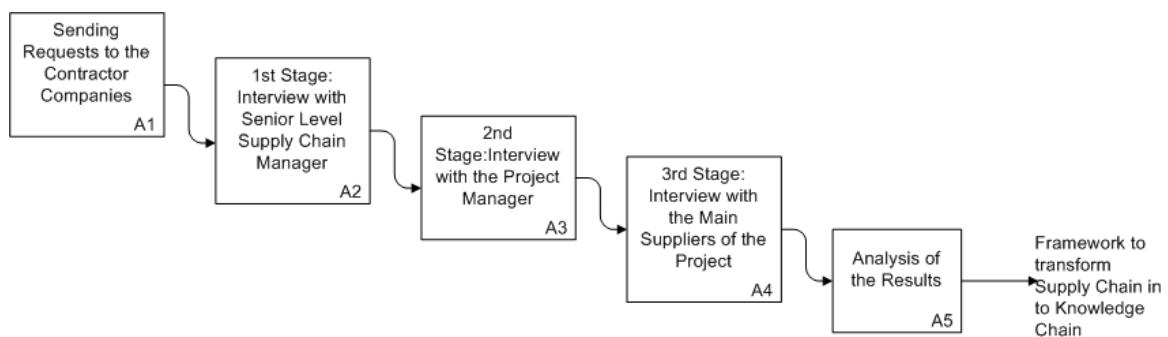 Sending
Requests to the
Contractor
Companies
A1
1st Stage:
Interview with
Senior Level
Supply Chain
Manager
A2
2nd
Stage:Interview
with the Project
Manager
A3
3rd Stage:
Interview with
the Main
Suppliers of the
Project
A4
Analysis of
the Results
A5
Framework to
transform
Supply Chain in
to Knowledge
Chain